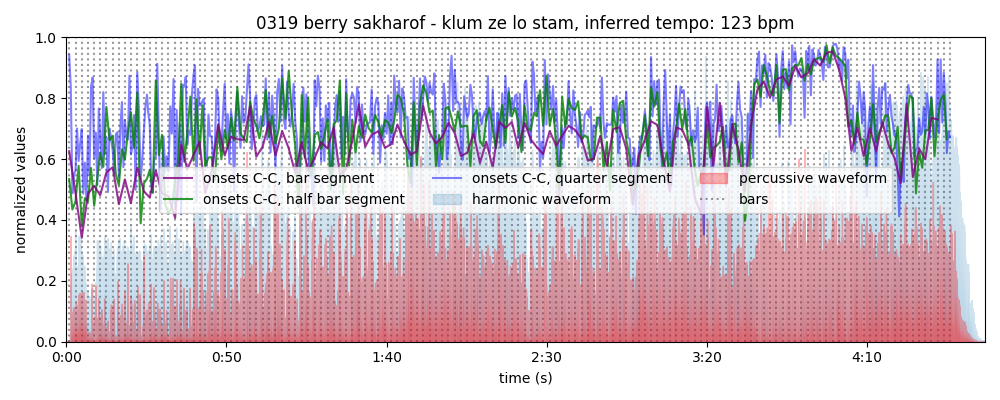 0319 berry sakharof - klum ze lo stam, inferred tempo: 123 bpm
1.0
0.8
0.6
0.4
0.2
0.0
normalized values
onsets C-C, bar segment
onsets C-C, half bar segment
onsets C-C, quarter segment
harmonic waveform
percussive waveform
bars
0:00 0:50 1:40 2:30 3:20 4:10
time (s)